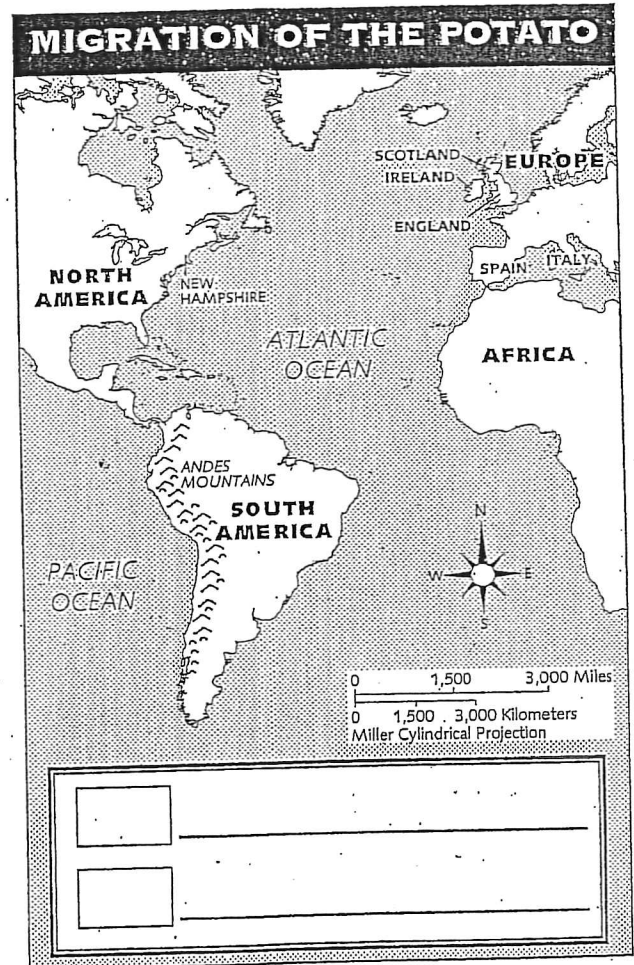 MIGRATION OF THE POTATO
SCOTLAND
EUROPE
IRELAND
ENGLAND
SPAIN
ITALY
NORTH
AMERICA
NEW
HAMPSHIRE
ATLANTIC
OCEAN
AFRICA
ANDES
MOUNTAINS
SOUTH
AMERICA
PACIFIC
OCEAN
N
W
E
S
0 1,500 3,000 Miles
0 1,500 3,000 Kilometers
Miller Cylindrical Projection